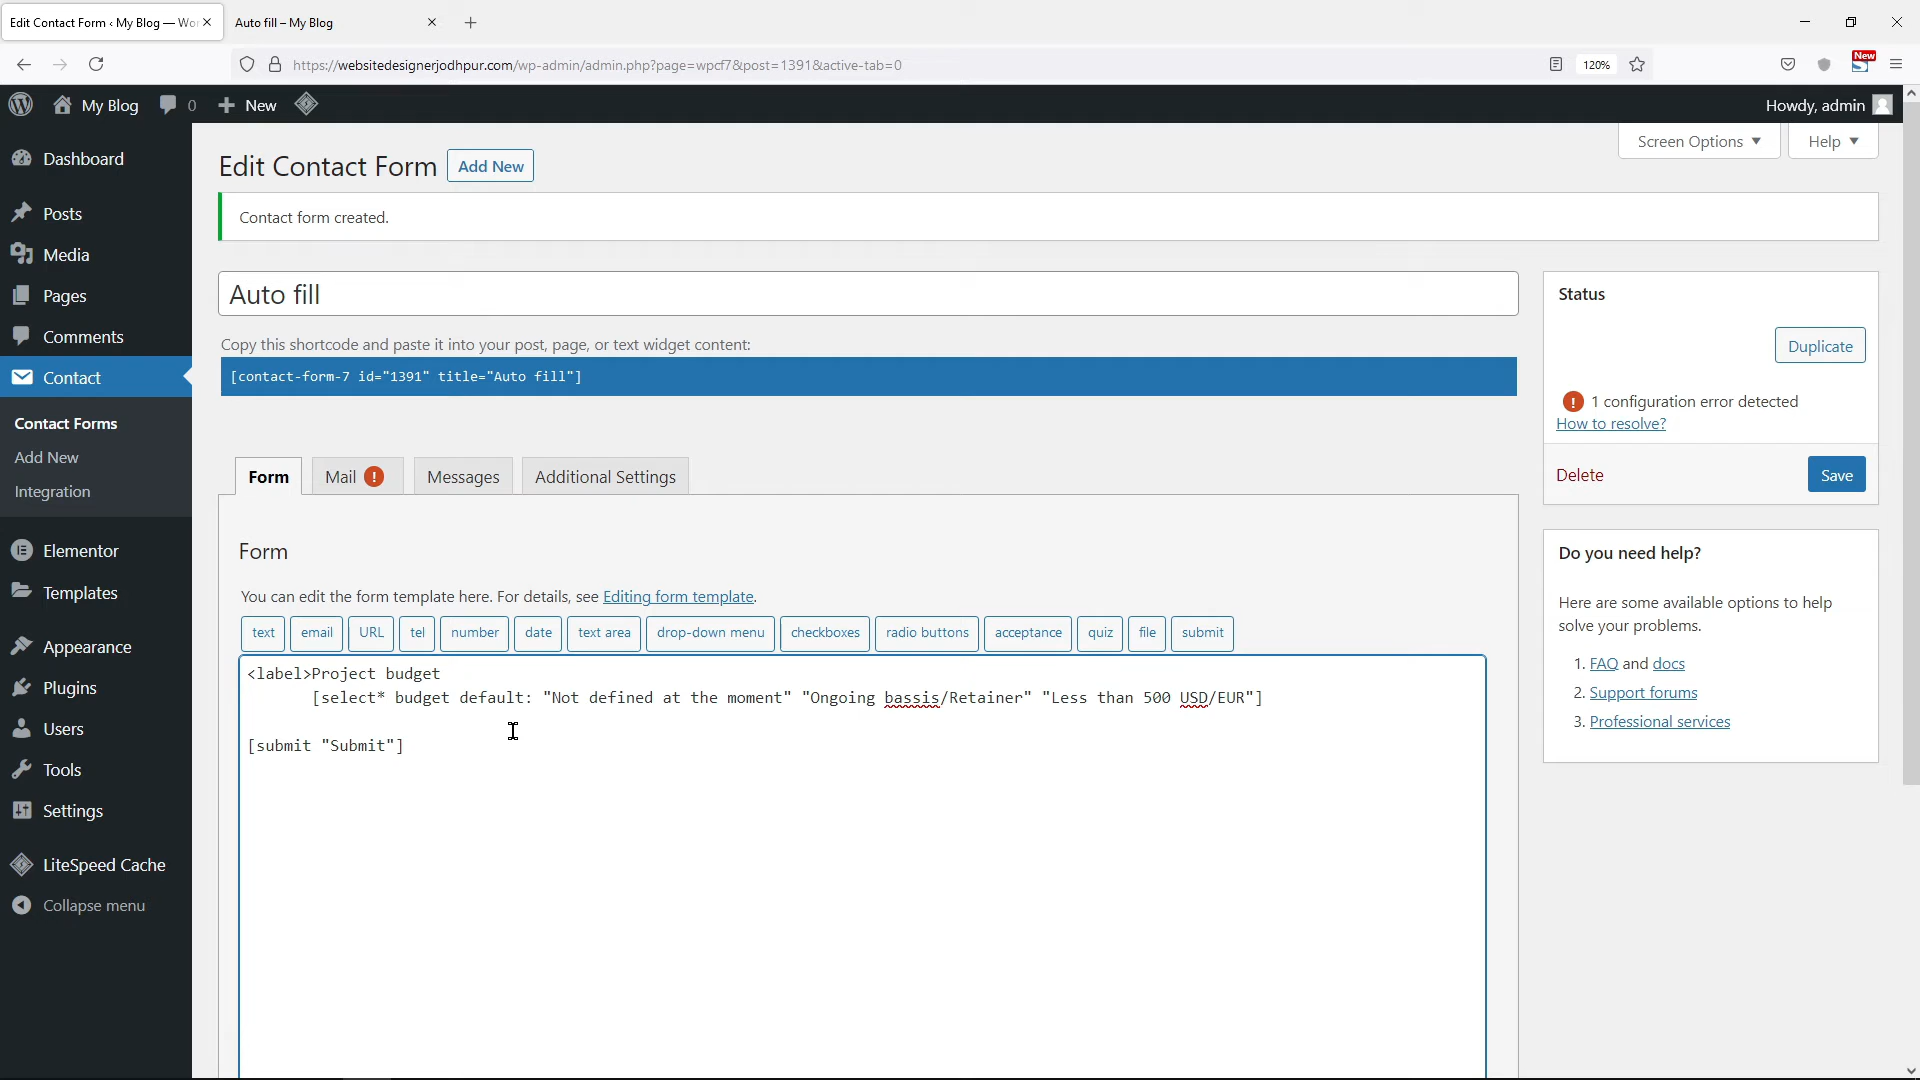 Edit Contact Form ‹ My Blog — Wor
Auto fill – My Blog
https://websitedesignerjodhpur.com/wp-admin/admin.php?page=wpcf7&post=1391&active-tab=0
120%
New
My Blog
0
New
Howdy, admin
Dashboard
Posts
Media
Pages
Comments
Contact
Contact Forms
Add New
Integration
Elementor
Templates
Appearance
Plugins
Users
Tools
Settings
LiteSpeed Cache
Collapse menu
Screen Options
Help
Edit Contact Form
Add New
Contact form created.
Auto fill
Copy this shortcode and paste it into your post, page, or text widget content:
[contact-form-7 id="1391" title="Auto fill"]
Form
Mail !
Messages
Additional Settings
Form
You can edit the form template here. For details, see Editing form template.
text
email
URL
tel
number
date
text area
drop-down menu
checkboxes
radio buttons
acceptance
quiz
file
submit
<label>Project budget
[select* budget default: "Not defined at the moment" "Ongoing bassis/Retainer" "Less than 500 USD/EUR"]
[submit "Submit"]
Status
Duplicate
! 1 configuration error detected
How to resolve?
Delete
Save
Do you need help?
Here are some available options to help
solve your problems.
1. FAQ and docs
2. Support forums
3. Professional services